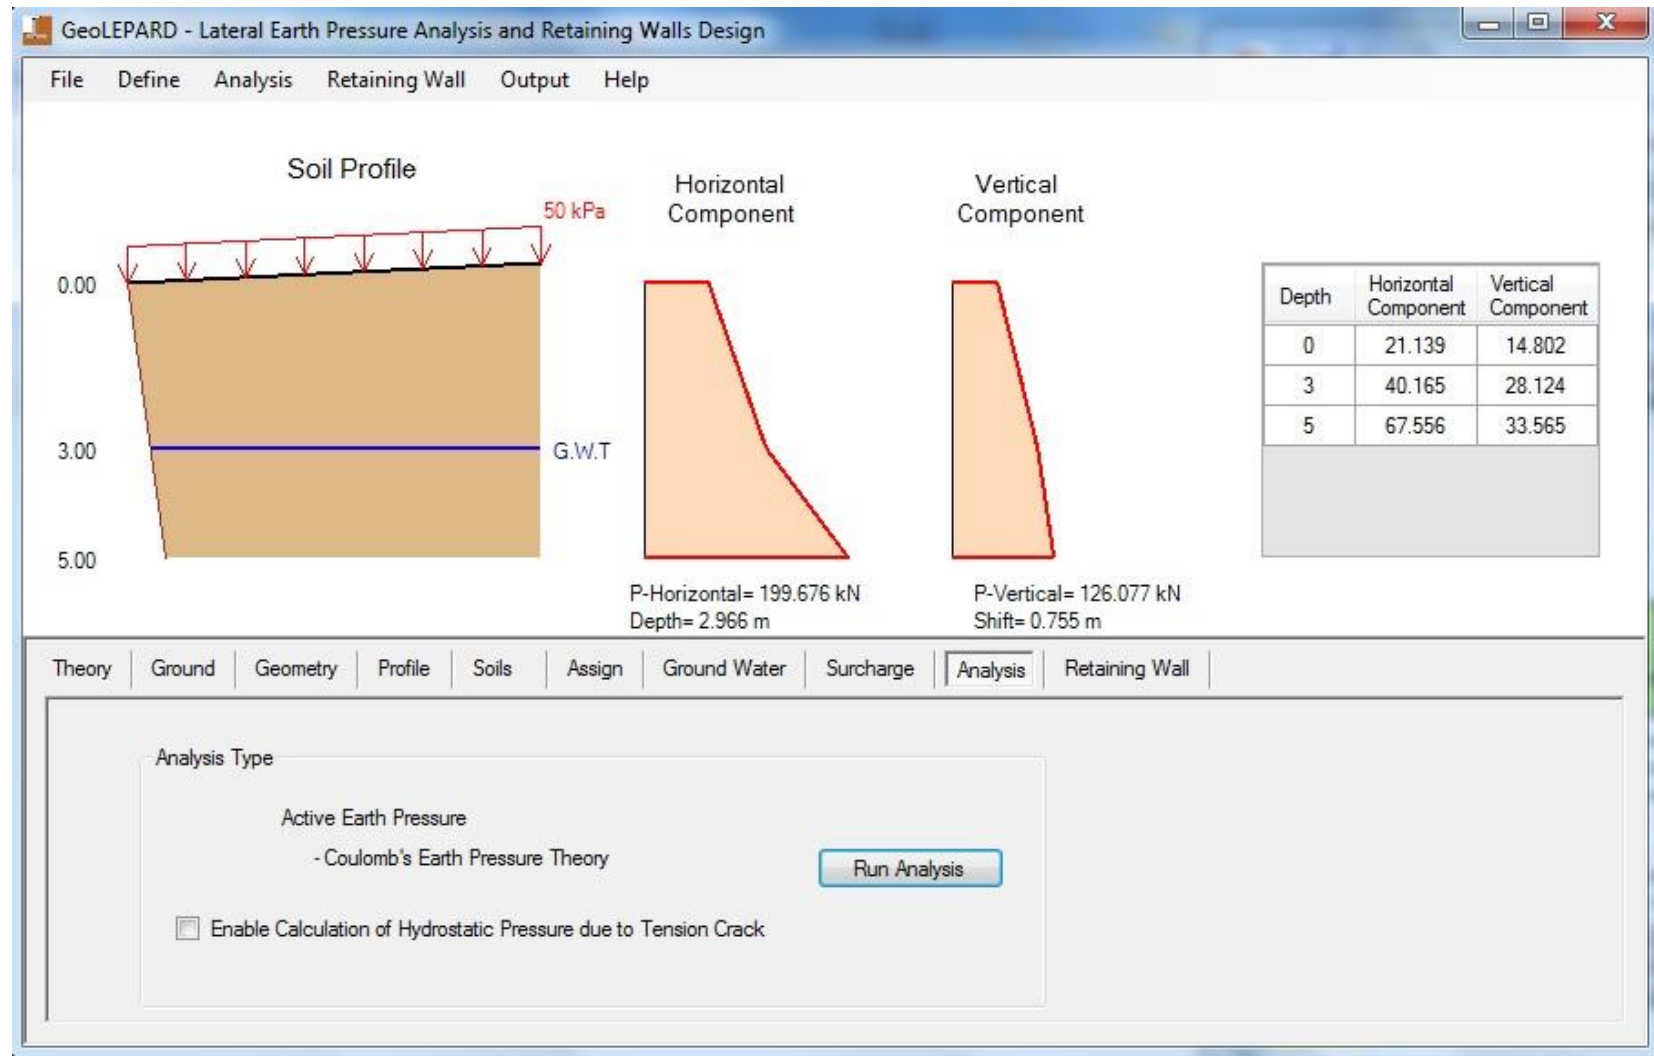 GeoLEPARD - Lateral Earth Pressure Analysis and Retaining Walls Design
File Define Analysis Retaining Wall Output Help
Soil Profile
50 kPa
0.00
3.00
G.W.T
5.00
Horizontal
Component
P-Horizontal= 199.676 kN
Depth= 2.966 m
Vertical
Component
P-Vertical= 126.077 kN
Shift= 0.755 m
Depth Horizontal Component Vertical Component
0 21.139 14.802
3 40.165 28.124
5 67.556 33.565
Theory Ground Geometry Profile Soils Assign Ground Water Surcharge Analysis Retaining Wall
Analysis Type
Active Earth Pressure
- Coulomb's Earth Pressure Theory
Run Analysis
Enable Calculation of Hydrostatic Pressure due to Tension Crack